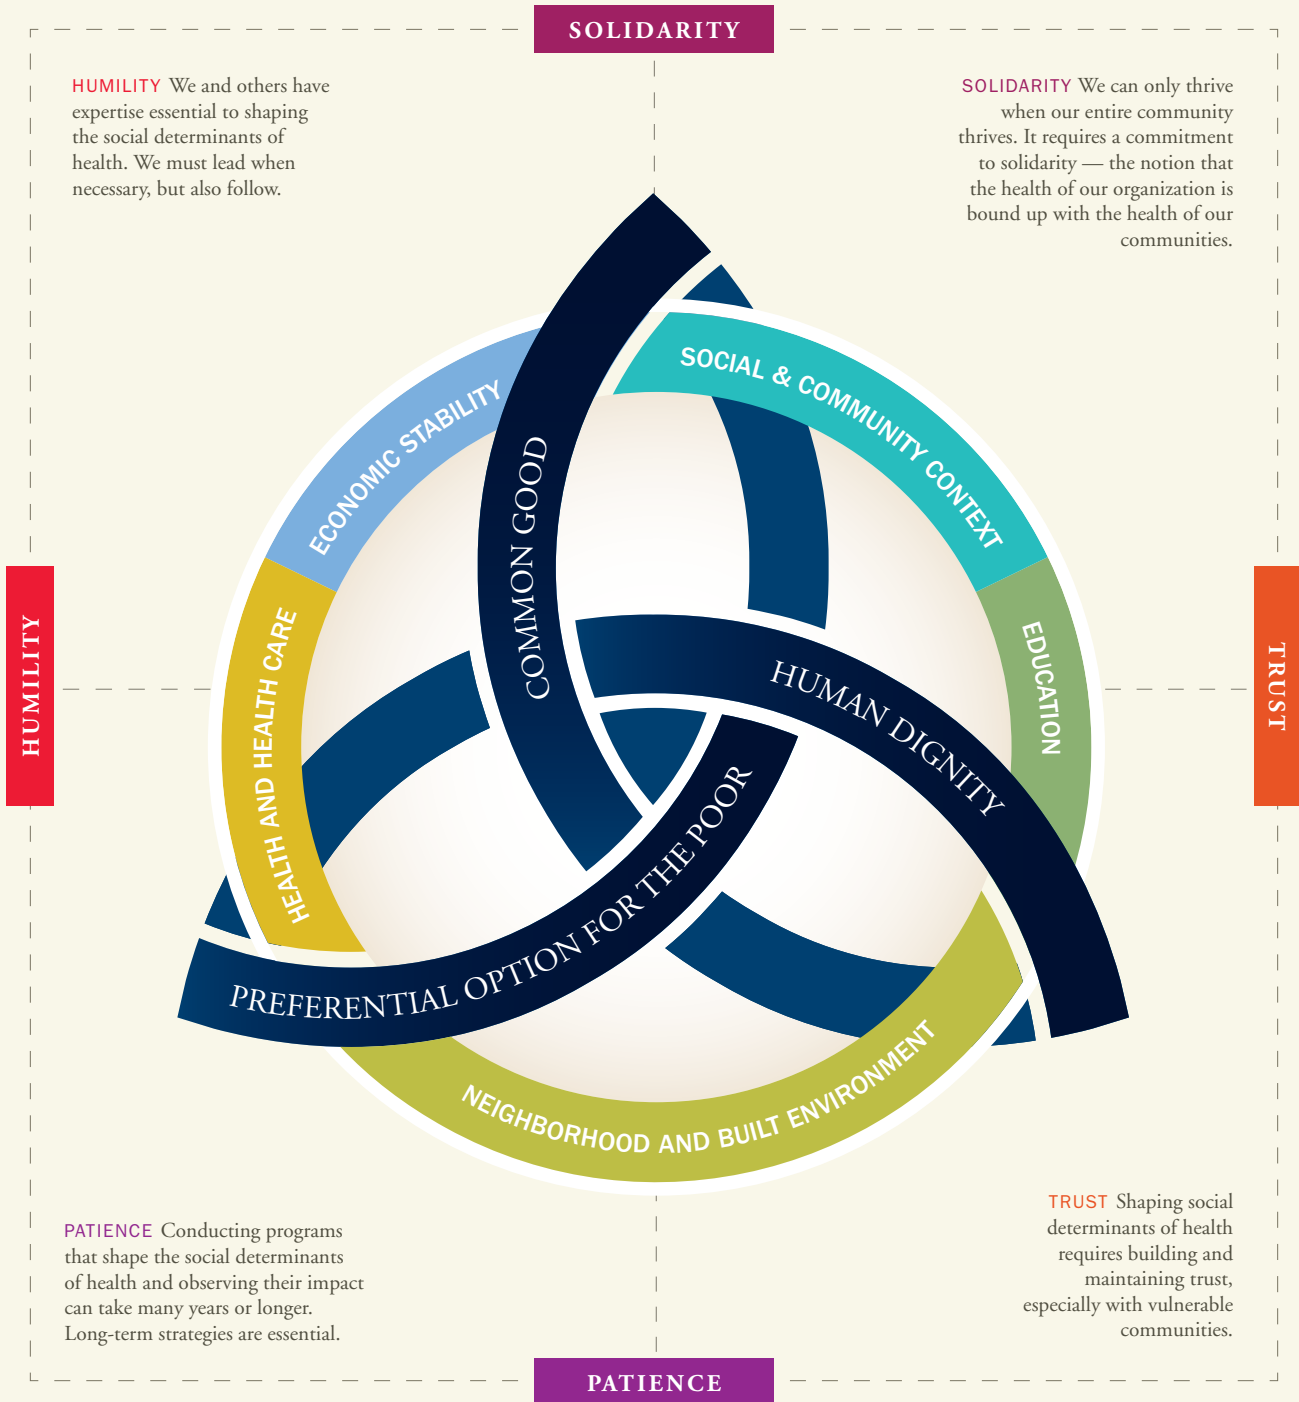 SOLIDARITY
HUMILITY We and others have
expertise essential to shaping
the social determinants of
health. We must lead when
necessary, but also follow.
SOLIDARITY We can only thrive
when our entire community
thrives. It requires a commitment
to solidarity — the notion that
the health of our organization is
bound up with the health of our
communities.
ECONOMIC STABILITY
SOCIAL & COMMUNITY CONTEXT
COMMON GOOD
HUMILITY
HEALTH AND HEALTH CARE
HUMAN DIGNITY
EDUCATION
TRUST
PREFERENTIAL OPTION FOR THE POOR
NEIGHBORHOOD AND BUILT ENVIRONMENT
PATIENCE Conducting programs
that shape the social determinants
of health and observing their impact
can take many years or longer.
Long-term strategies are essential.
TRUST Shaping social
determinants of health
requires building and
maintaining trust,
especially with vulnerable
communities.
PATIENCE